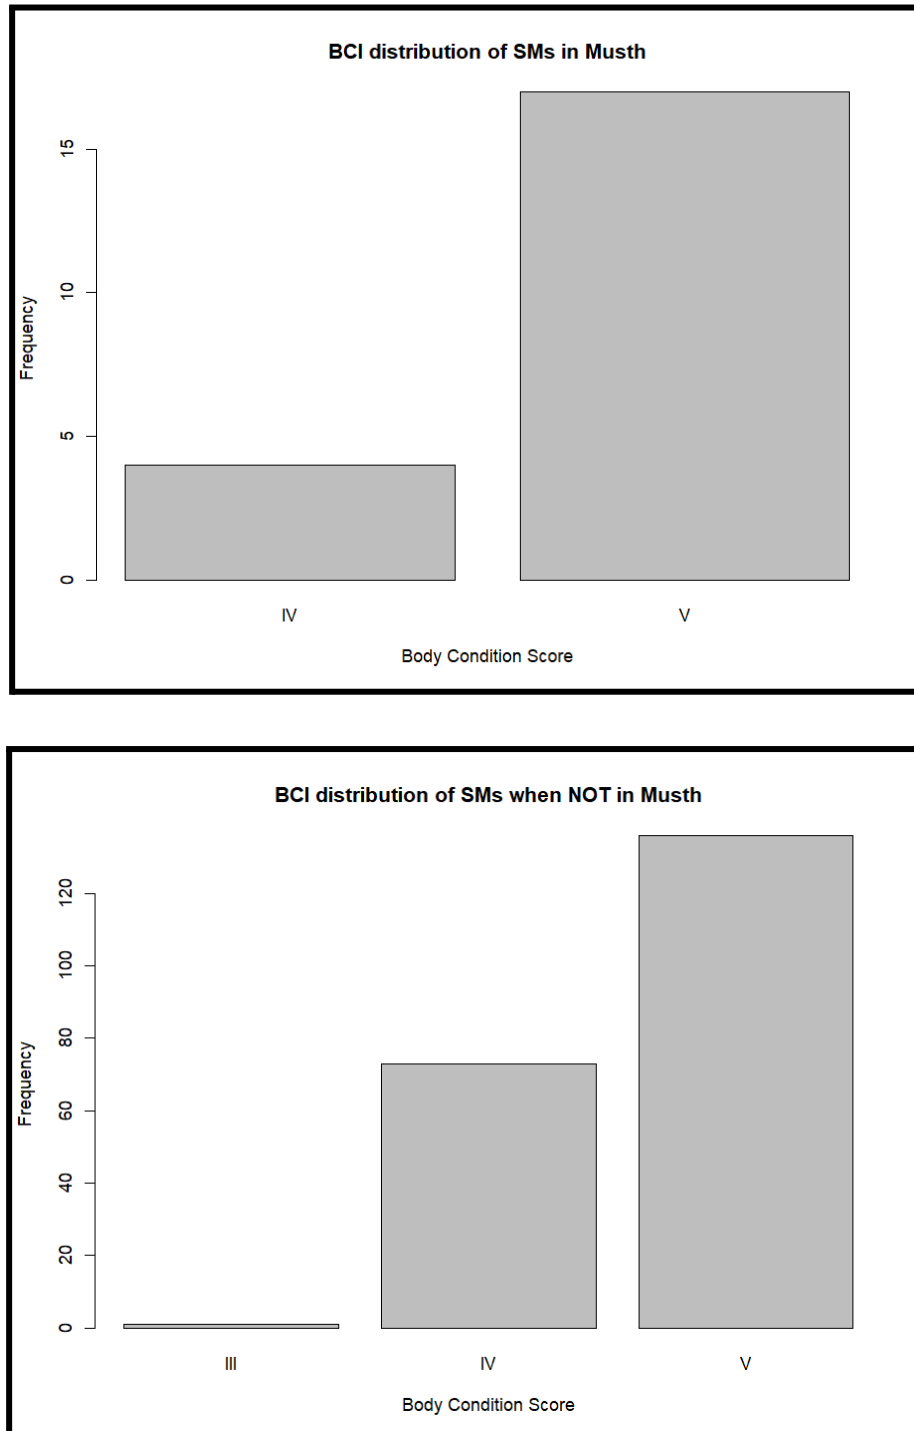 BCI distribution of SMs in Musth
15
10
5
0
Frequency
IV V
Body Condition Score
BCI distribution of SMs when NOT in Musth
120
100
80
60
40
20
0
Frequency
III IV V
Body Condition Score